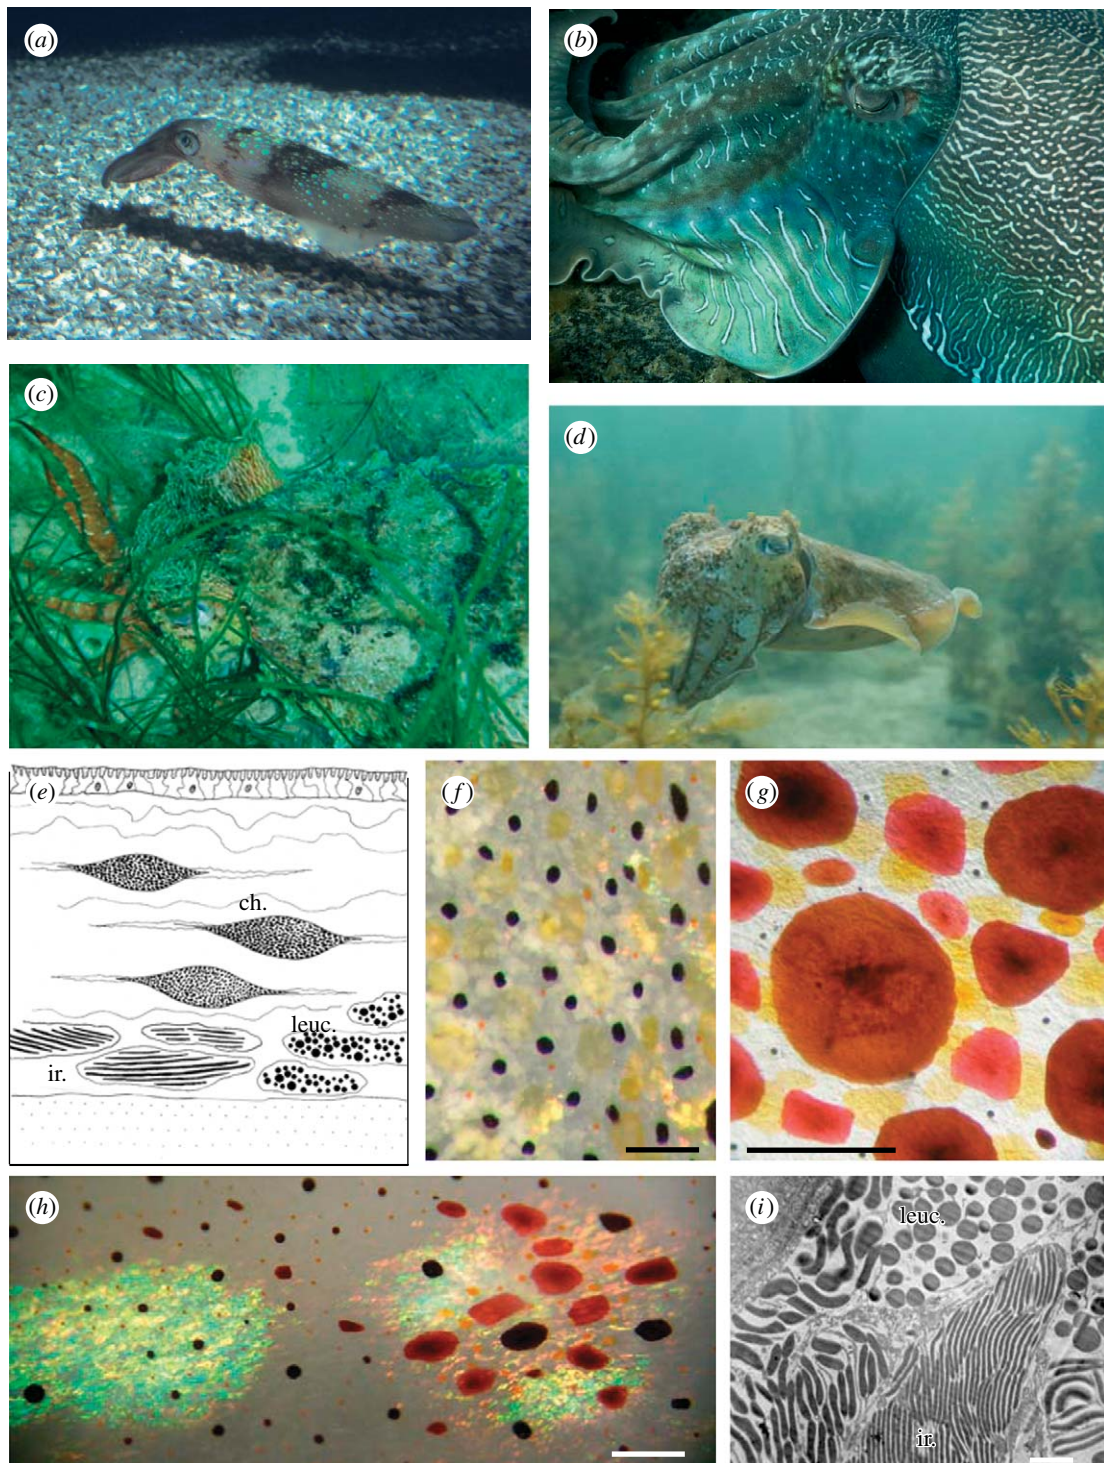 (a)
(b)
(c)
(d)
(e)
ch.
leuc.
ir.
(f)
(g)
(h)
(i)
leuc.
ir.